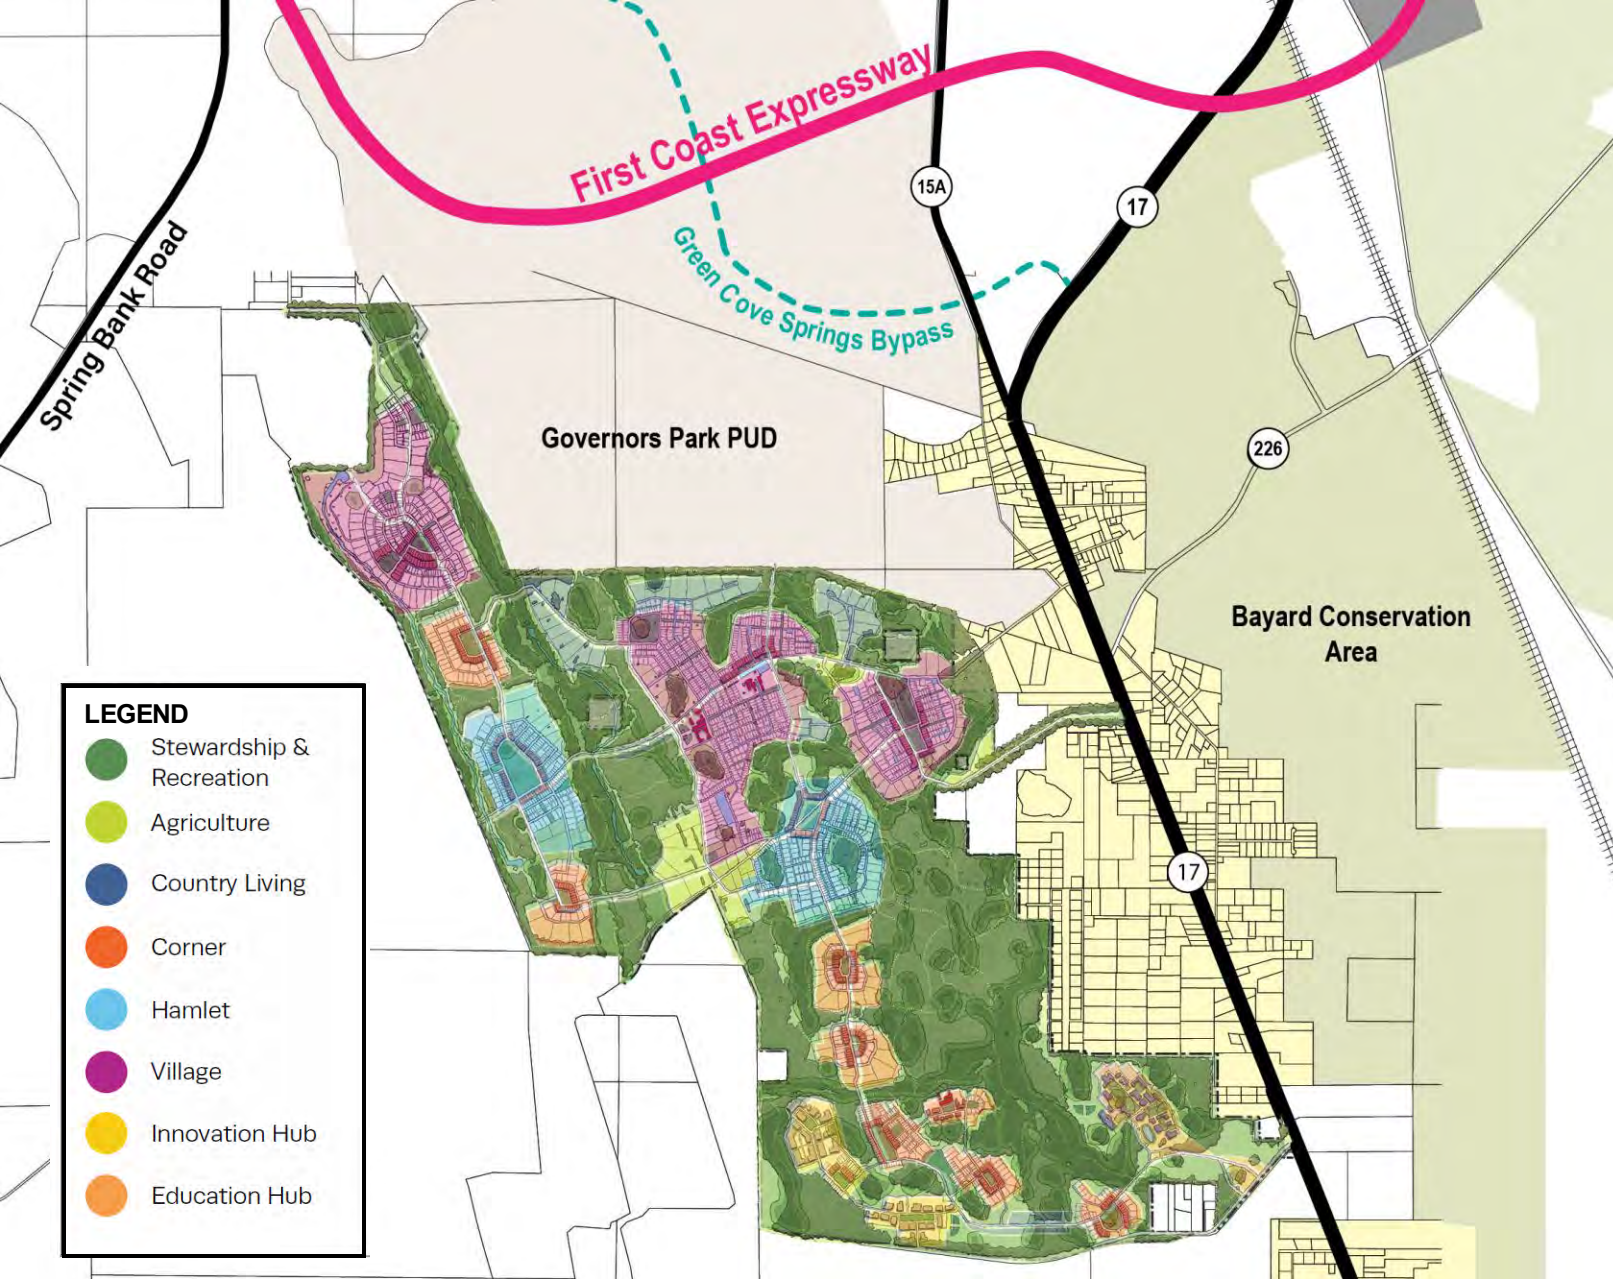 First Coast Expressway
15A
17
Green Cove Springs Bypass
Spring Bank Road
Governors Park PUD
226
Bayard Conservation
Area
17
LEGEND
Stewardship &
Recreation
Agriculture
Country Living
Corner
Hamlet
Village
Innovation Hub
Education Hub